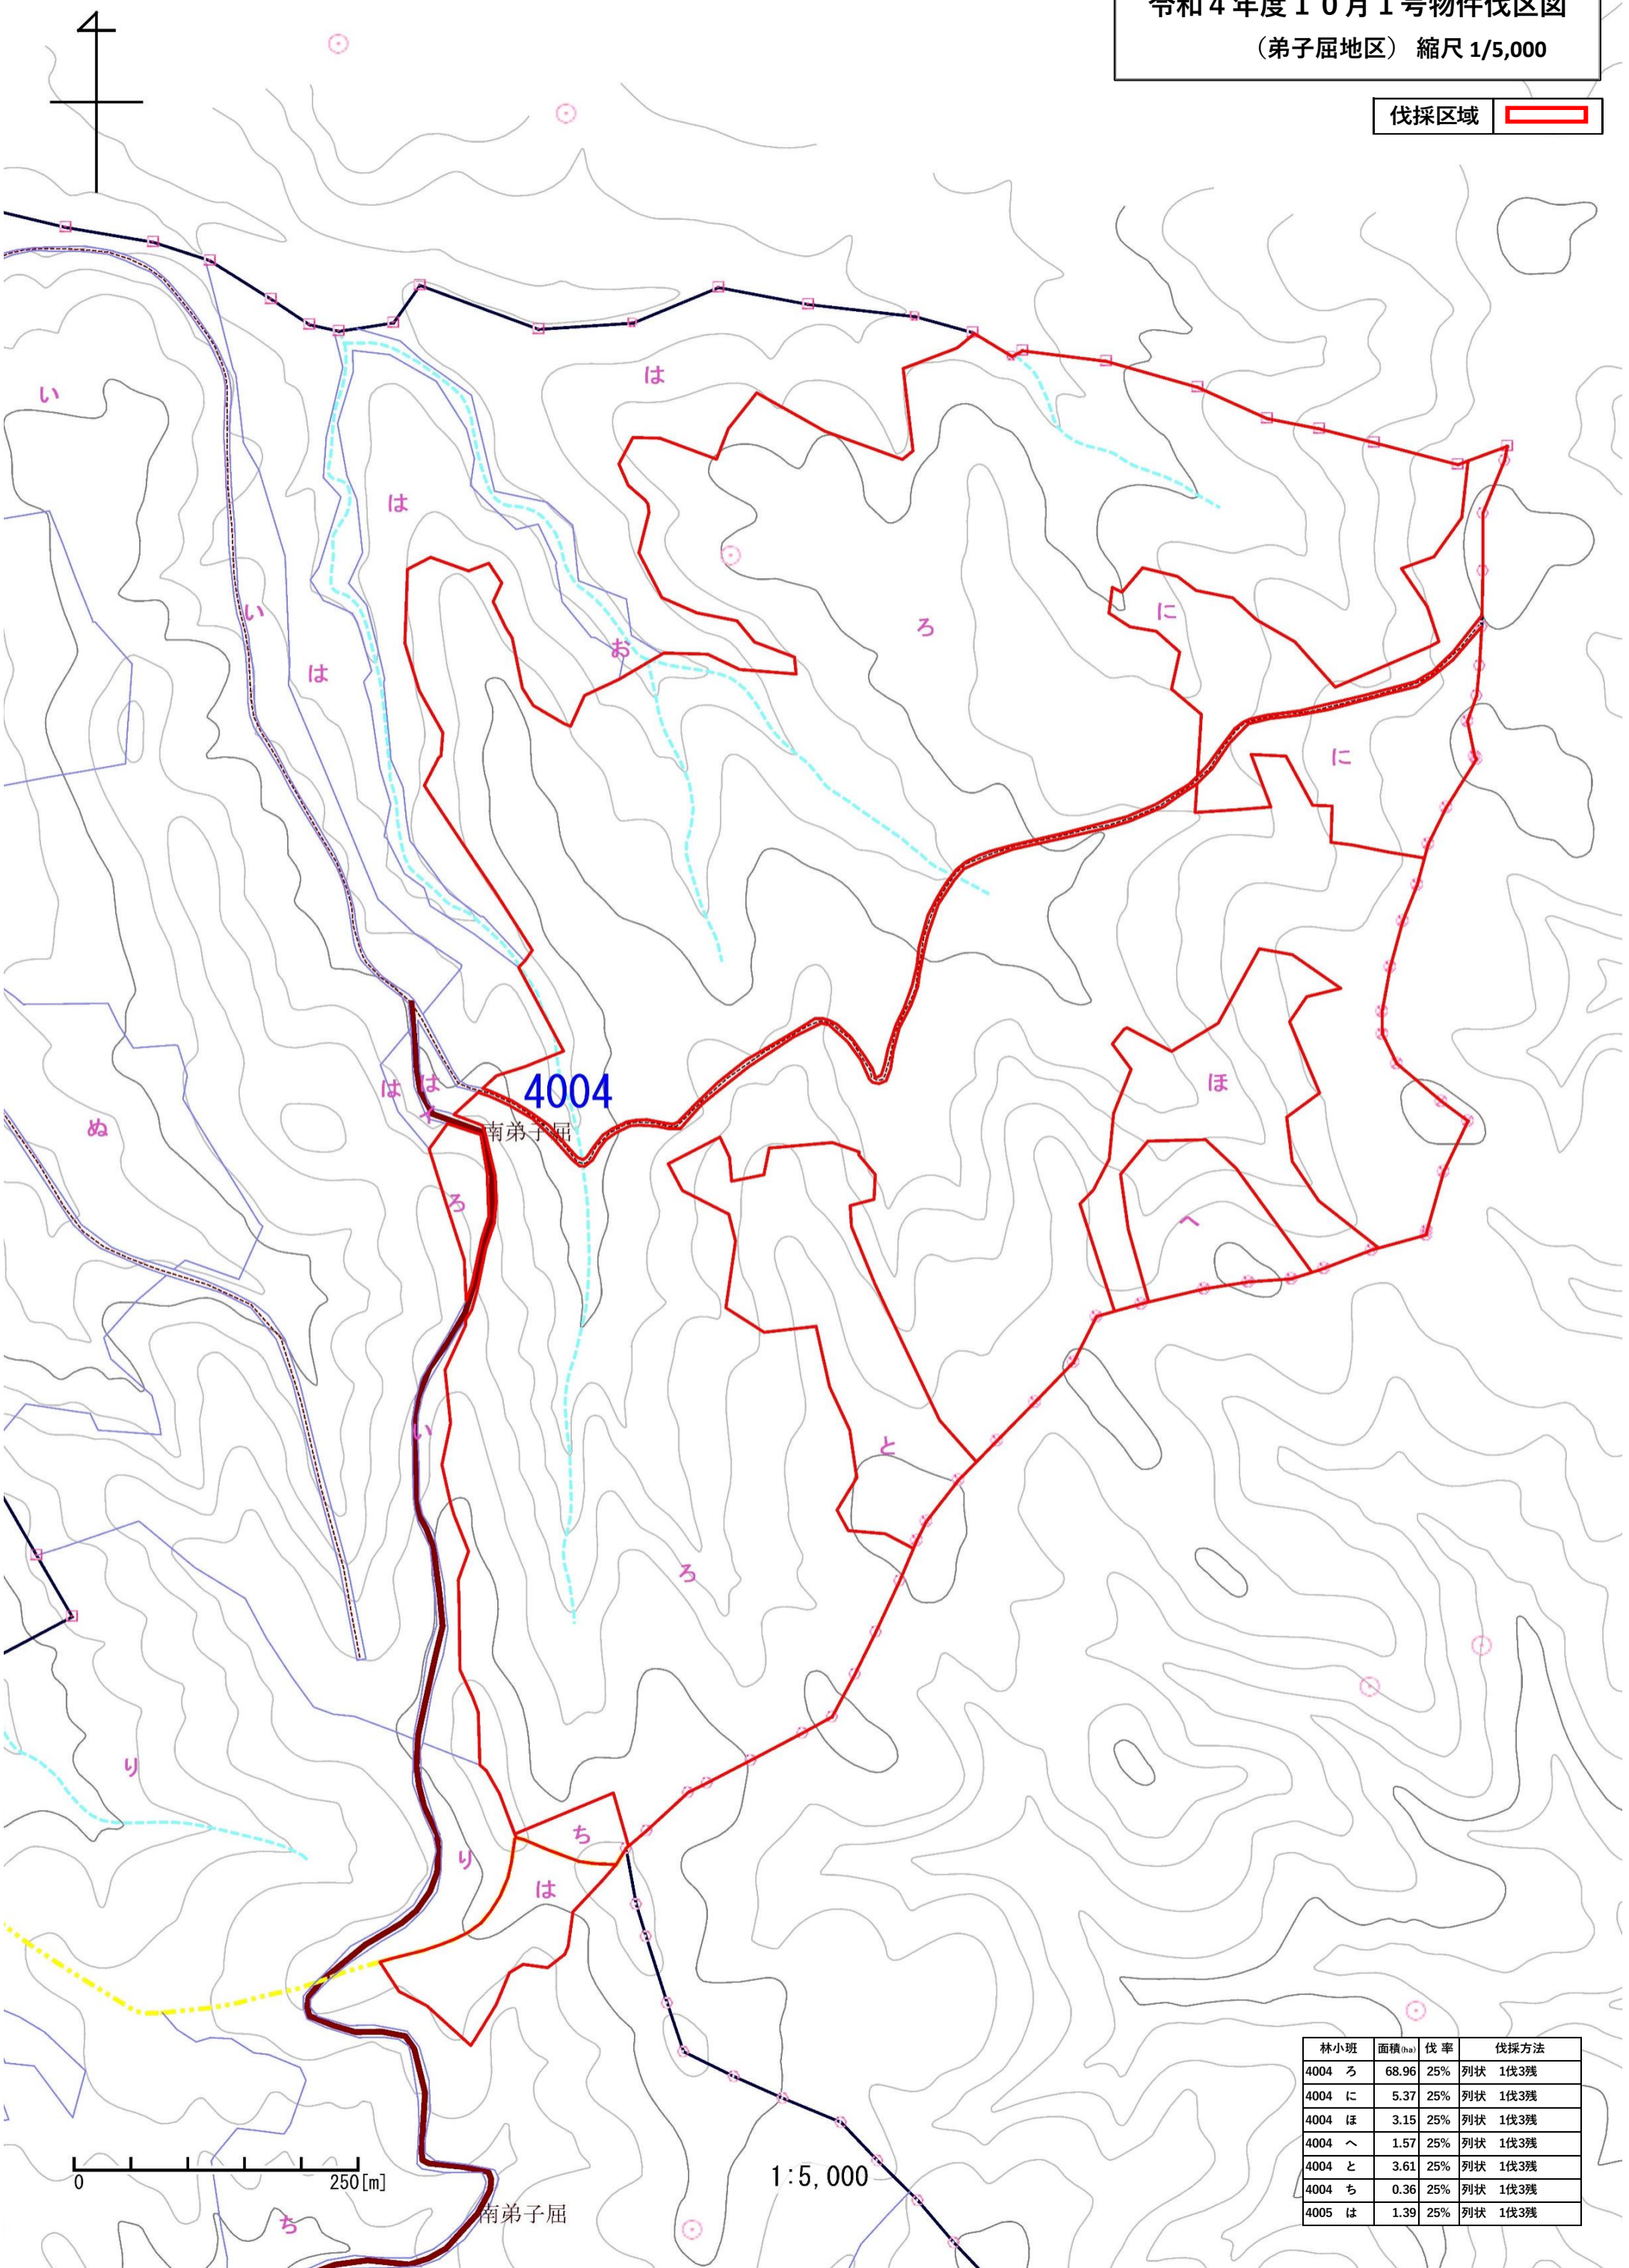 令和４年度１０月１号物件伐区図
（弟子屈地区） 縮尺 1/5,000
伐採区域
は
い
は
お
ろ
に
い
は
に
4004
は
は
イ
ほ
ぬ
南弟子屈
ろ
へ
い
と
ろ
り
ち
り
は
林小班 面積(ha) 伐 率 伐採方法
4004 ろ 68.96 25% 列状 1伐3残
4004 に 5.37 25% 列状 1伐3残
4004 ほ 3.15 25% 列状 1伐3残
4004 へ 1.57 25% 列状 1伐3残
4004 と 3.61 25% 列状 1伐3残
4004 ち 0.36 25% 列状 1伐3残
4005 は 1.39 25% 列状 1伐3残
0 250[m]
1:5,000
南弟子屈
ち